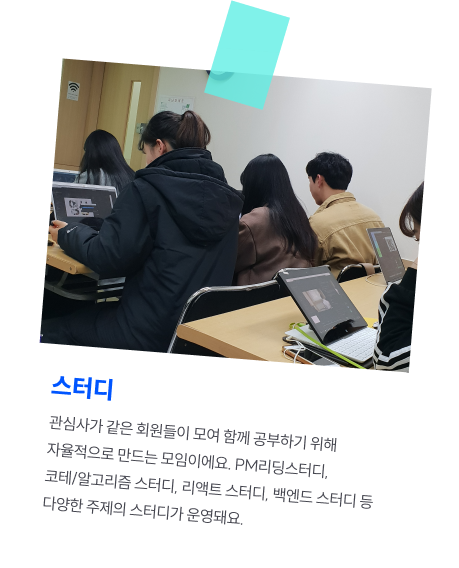 스터디
관심사가 같은 회원들이 모여 함께 공부하기 위해
자율적으로 만드는 모임이에요. PM리딩스터디,
코테/알고리즘 스터디, 리액트 스터디, 백엔드 스터디 등
다양한 주제의 스터디가 운영돼요.